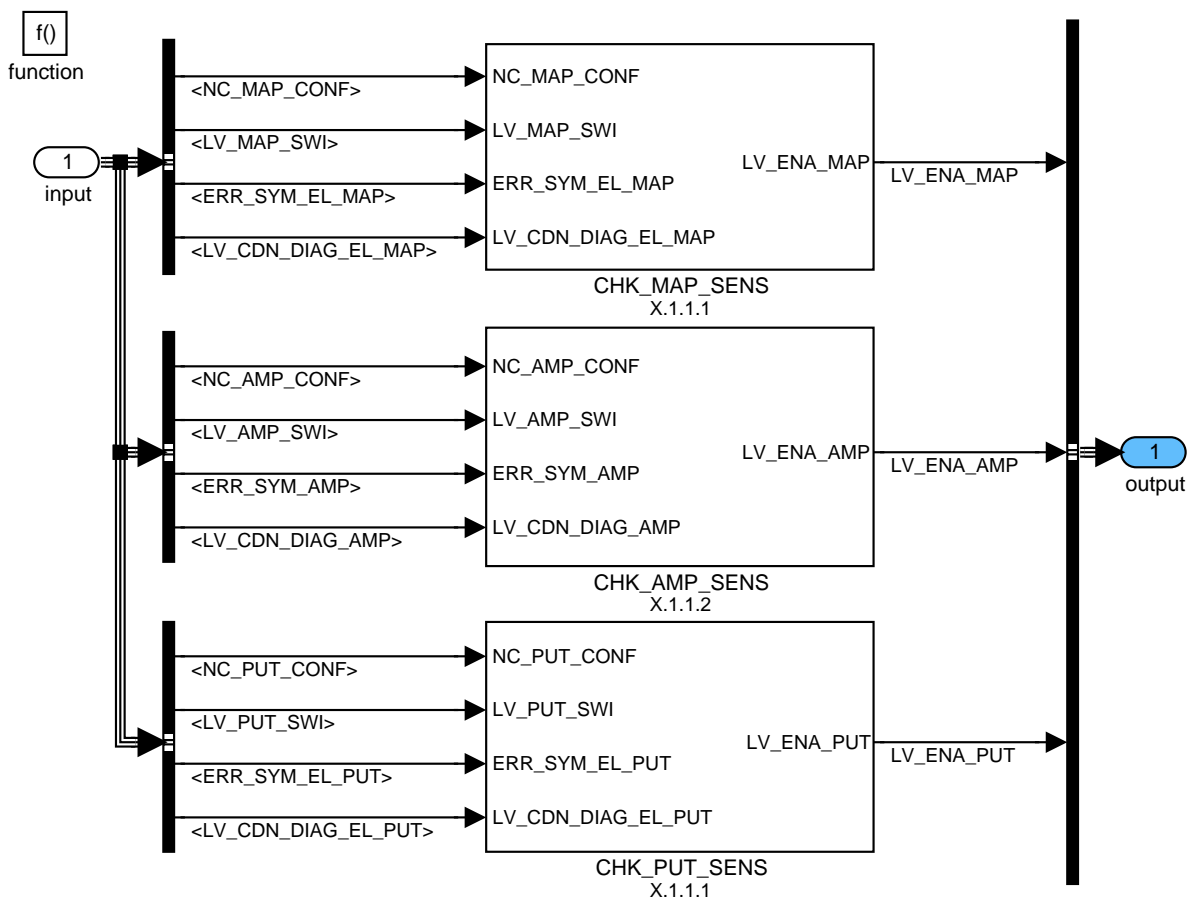 f()
function
1
input
<NC_MAP_CONF>
<LV_MAP_SWI>
<ERR_SYM_EL_MAP>
<LV_CDN_DIAG_EL_MAP>
NC_MAP_CONF
LV_MAP_SWI
ERR_SYM_EL_MAP
LV_CDN_DIAG_EL_MAP
LV_ENA_MAP
LV_ENA_MAP
CHK_MAP_SENS
X.1.1.1
<NC_AMP_CONF>
<LV_AMP_SWI>
<ERR_SYM_AMP>
<LV_CDN_DIAG_AMP>
NC_AMP_CONF
LV_AMP_SWI
ERR_SYM_AMP
LV_CDN_DIAG_AMP
LV_ENA_AMP
LV_ENA_AMP
CHK_AMP_SENS
X.1.1.2
1
output
<NC_PUT_CONF>
<LV_PUT_SWI>
<ERR_SYM_EL_PUT>
<LV_CDN_DIAG_EL_PUT>
NC_PUT_CONF
LV_PUT_SWI
ERR_SYM_EL_PUT
LV_CDN_DIAG_EL_PUT
LV_ENA_PUT
LV_ENA_PUT
CHK_PUT_SENS
X.1.1.1